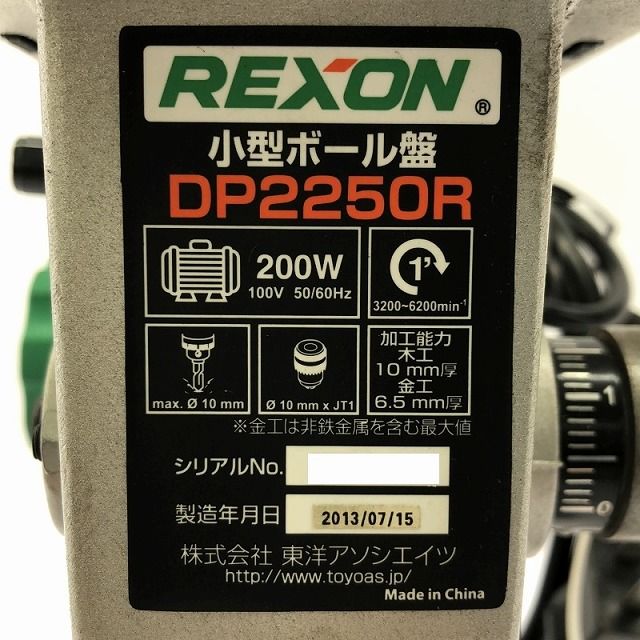 REXON®
小型ボール盤
DP2250R
200W
100V 50/60Hz
1'
3200~6200min-1
max. Ø 10 mm
Ø 10 mm x JT1
加工能力
木工
10 mm厚
金工
6.5 mm厚
※金工は非鉄金属を含む最大値
シリアルNo.
製造年月日 2013/07/15
株式会社 東洋アソシエイツ
http://www.toyoas.jp/
Made in China
1
0